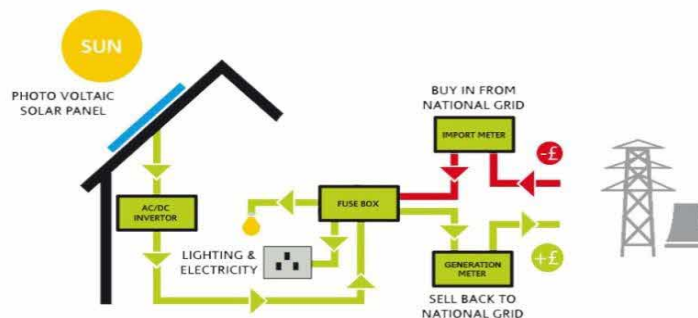 SUN
PHOTO VOLTAIC
SOLAR PANEL
BUY IN FROM
NATIONAL GRID
IMPORT METER
-£
AC/DC
INVERTOR
FUSE BOX
LIGHTING &
ELECTRICITY
GENERATION
METER
+£
SELL BACK TO
NATIONAL GRID